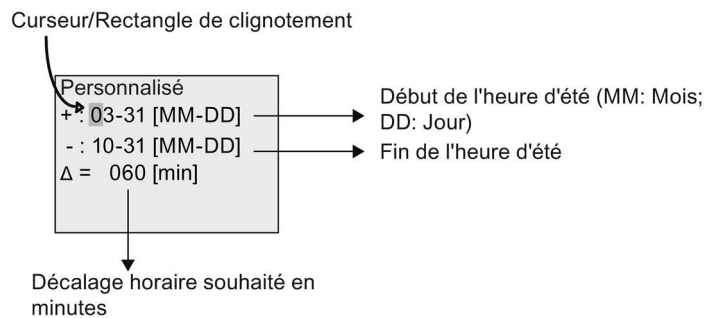 Curseur/Rectangle de clignotement
Personnalisé
+ : 03-31 [MM-DD]
- : 10-31 [MM-DD]
Δ = 060 [min]
Début de l'heure d'été (MM: Mois;
DD: Jour)
Fin de l'heure d'été
Décalage horaire souhaité en
minutes